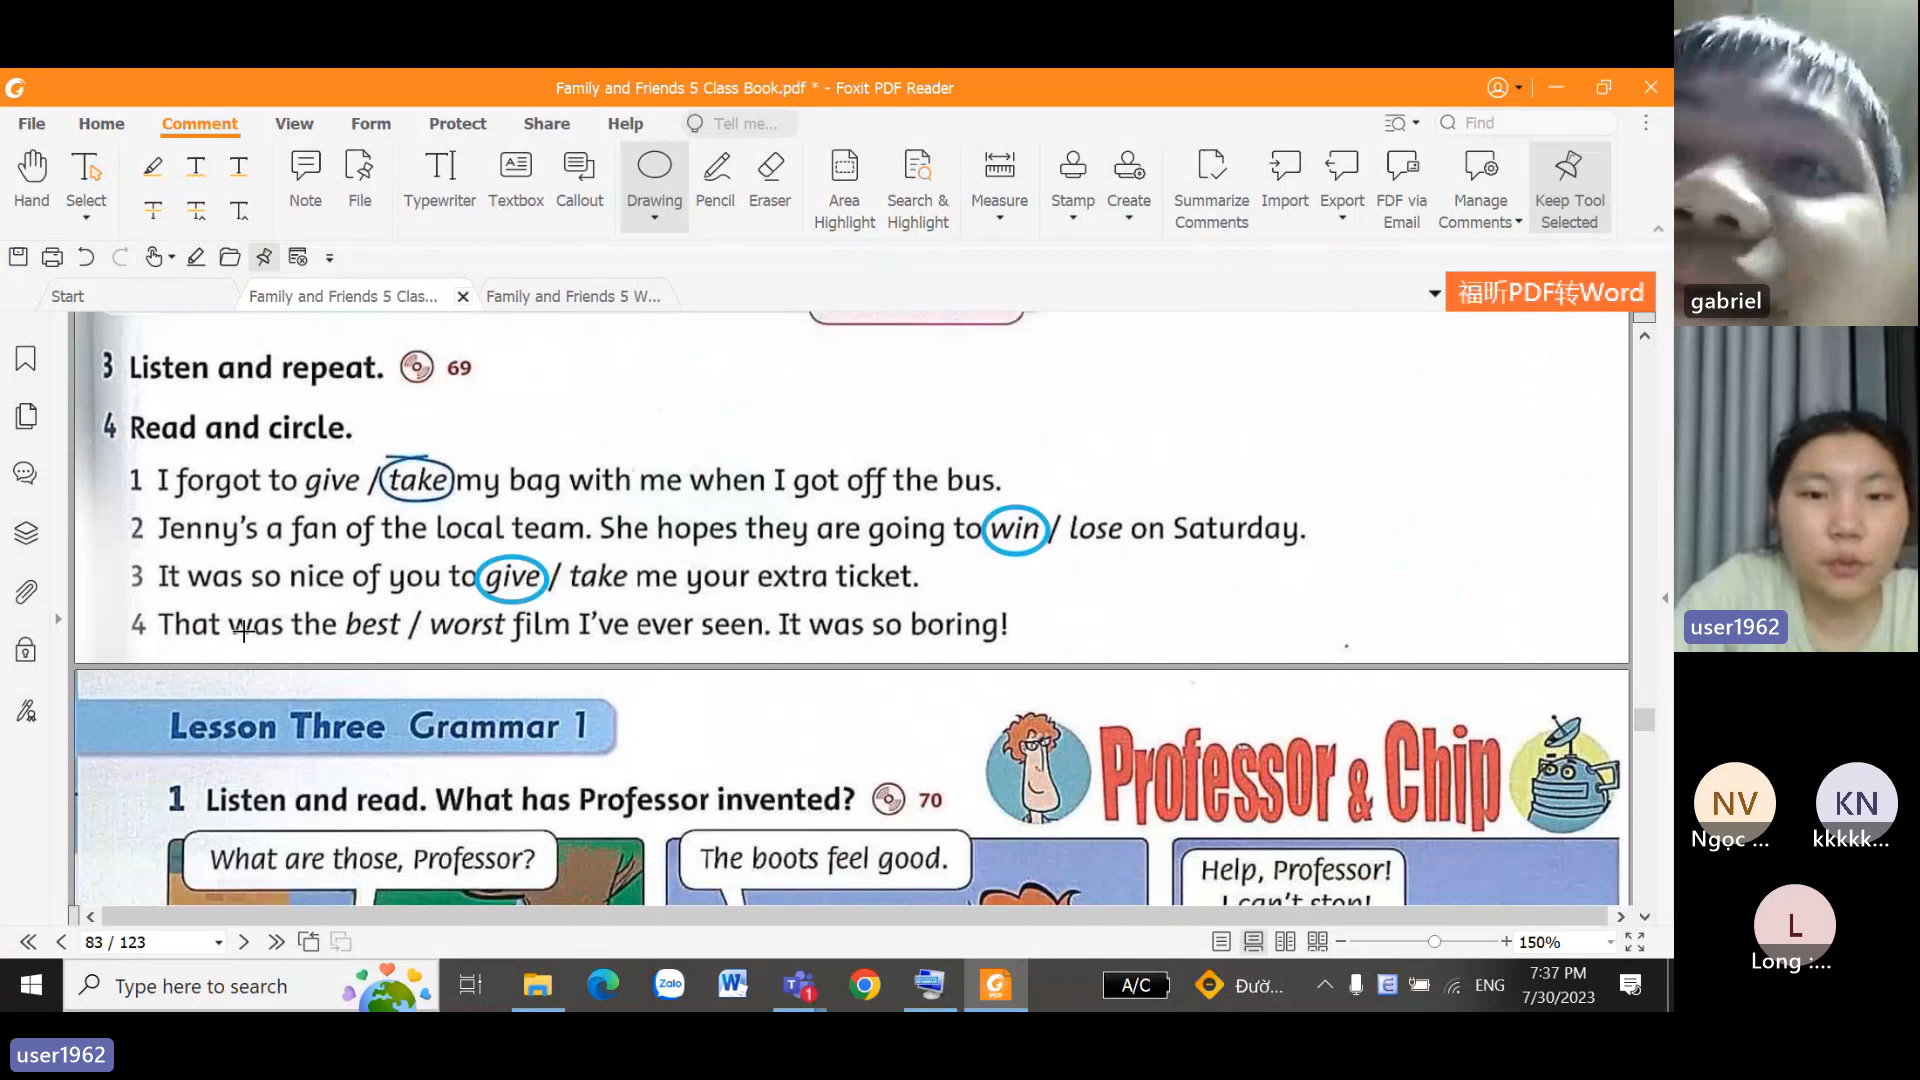 Family and Friends 5 Class Book.pdf * - Foxit PDF Reader
File Home Comment View Form Protect Share Help Tell me... Find
Hand Select Note File Typewriter Textbox Callout Drawing Pencil Eraser Area Highlight Search & Highlight Measure Stamp Create Summarize Comments Import Export FDF via Email Manage Comments Keep Tool Selected
Start Family and Friends 5 Clas... Family and Friends 5 W... 福昕PDF转Word
3 Listen and repeat. 69
4 Read and circle.
1 I forgot to give / take my bag with me when I got off the bus.
2 Jenny's a fan of the local team. She hopes they are going to win / lose on Saturday.
3 It was so nice of you to give / take me your extra ticket.
4 That was the best / worst film I've ever seen. It was so boring!
Lesson Three Grammar 1
Professor & Chip
1 Listen and read. What has Professor invented? 70
What are those, Professor?
The boots feel good.
Help, Professor!
I can't stop!
83 / 123 150%
Type here to search Zalo 1 A/C Đườ... ENG 7:37 PM
7/30/2023
user1962
gabriel
user1962
NV KN
Ngọc ... kkkkk...
L
Long :...